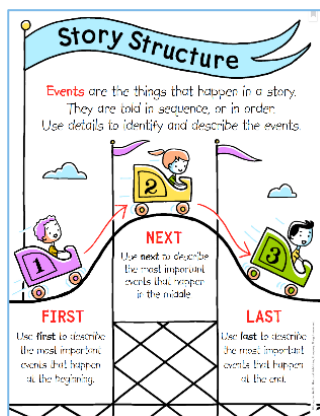 Story Structure
Events are the things that happen in a story.
They are told in sequence, or in order.
Use details to identify and describe the events.
1
2
3
FIRST
Use first to describe
the most important
events that happen
at the beginning.
NEXT
Use next to describe
the most important
events that happen
in the middle
LAST
Use last to describe
the most important
events that happen
at the end.